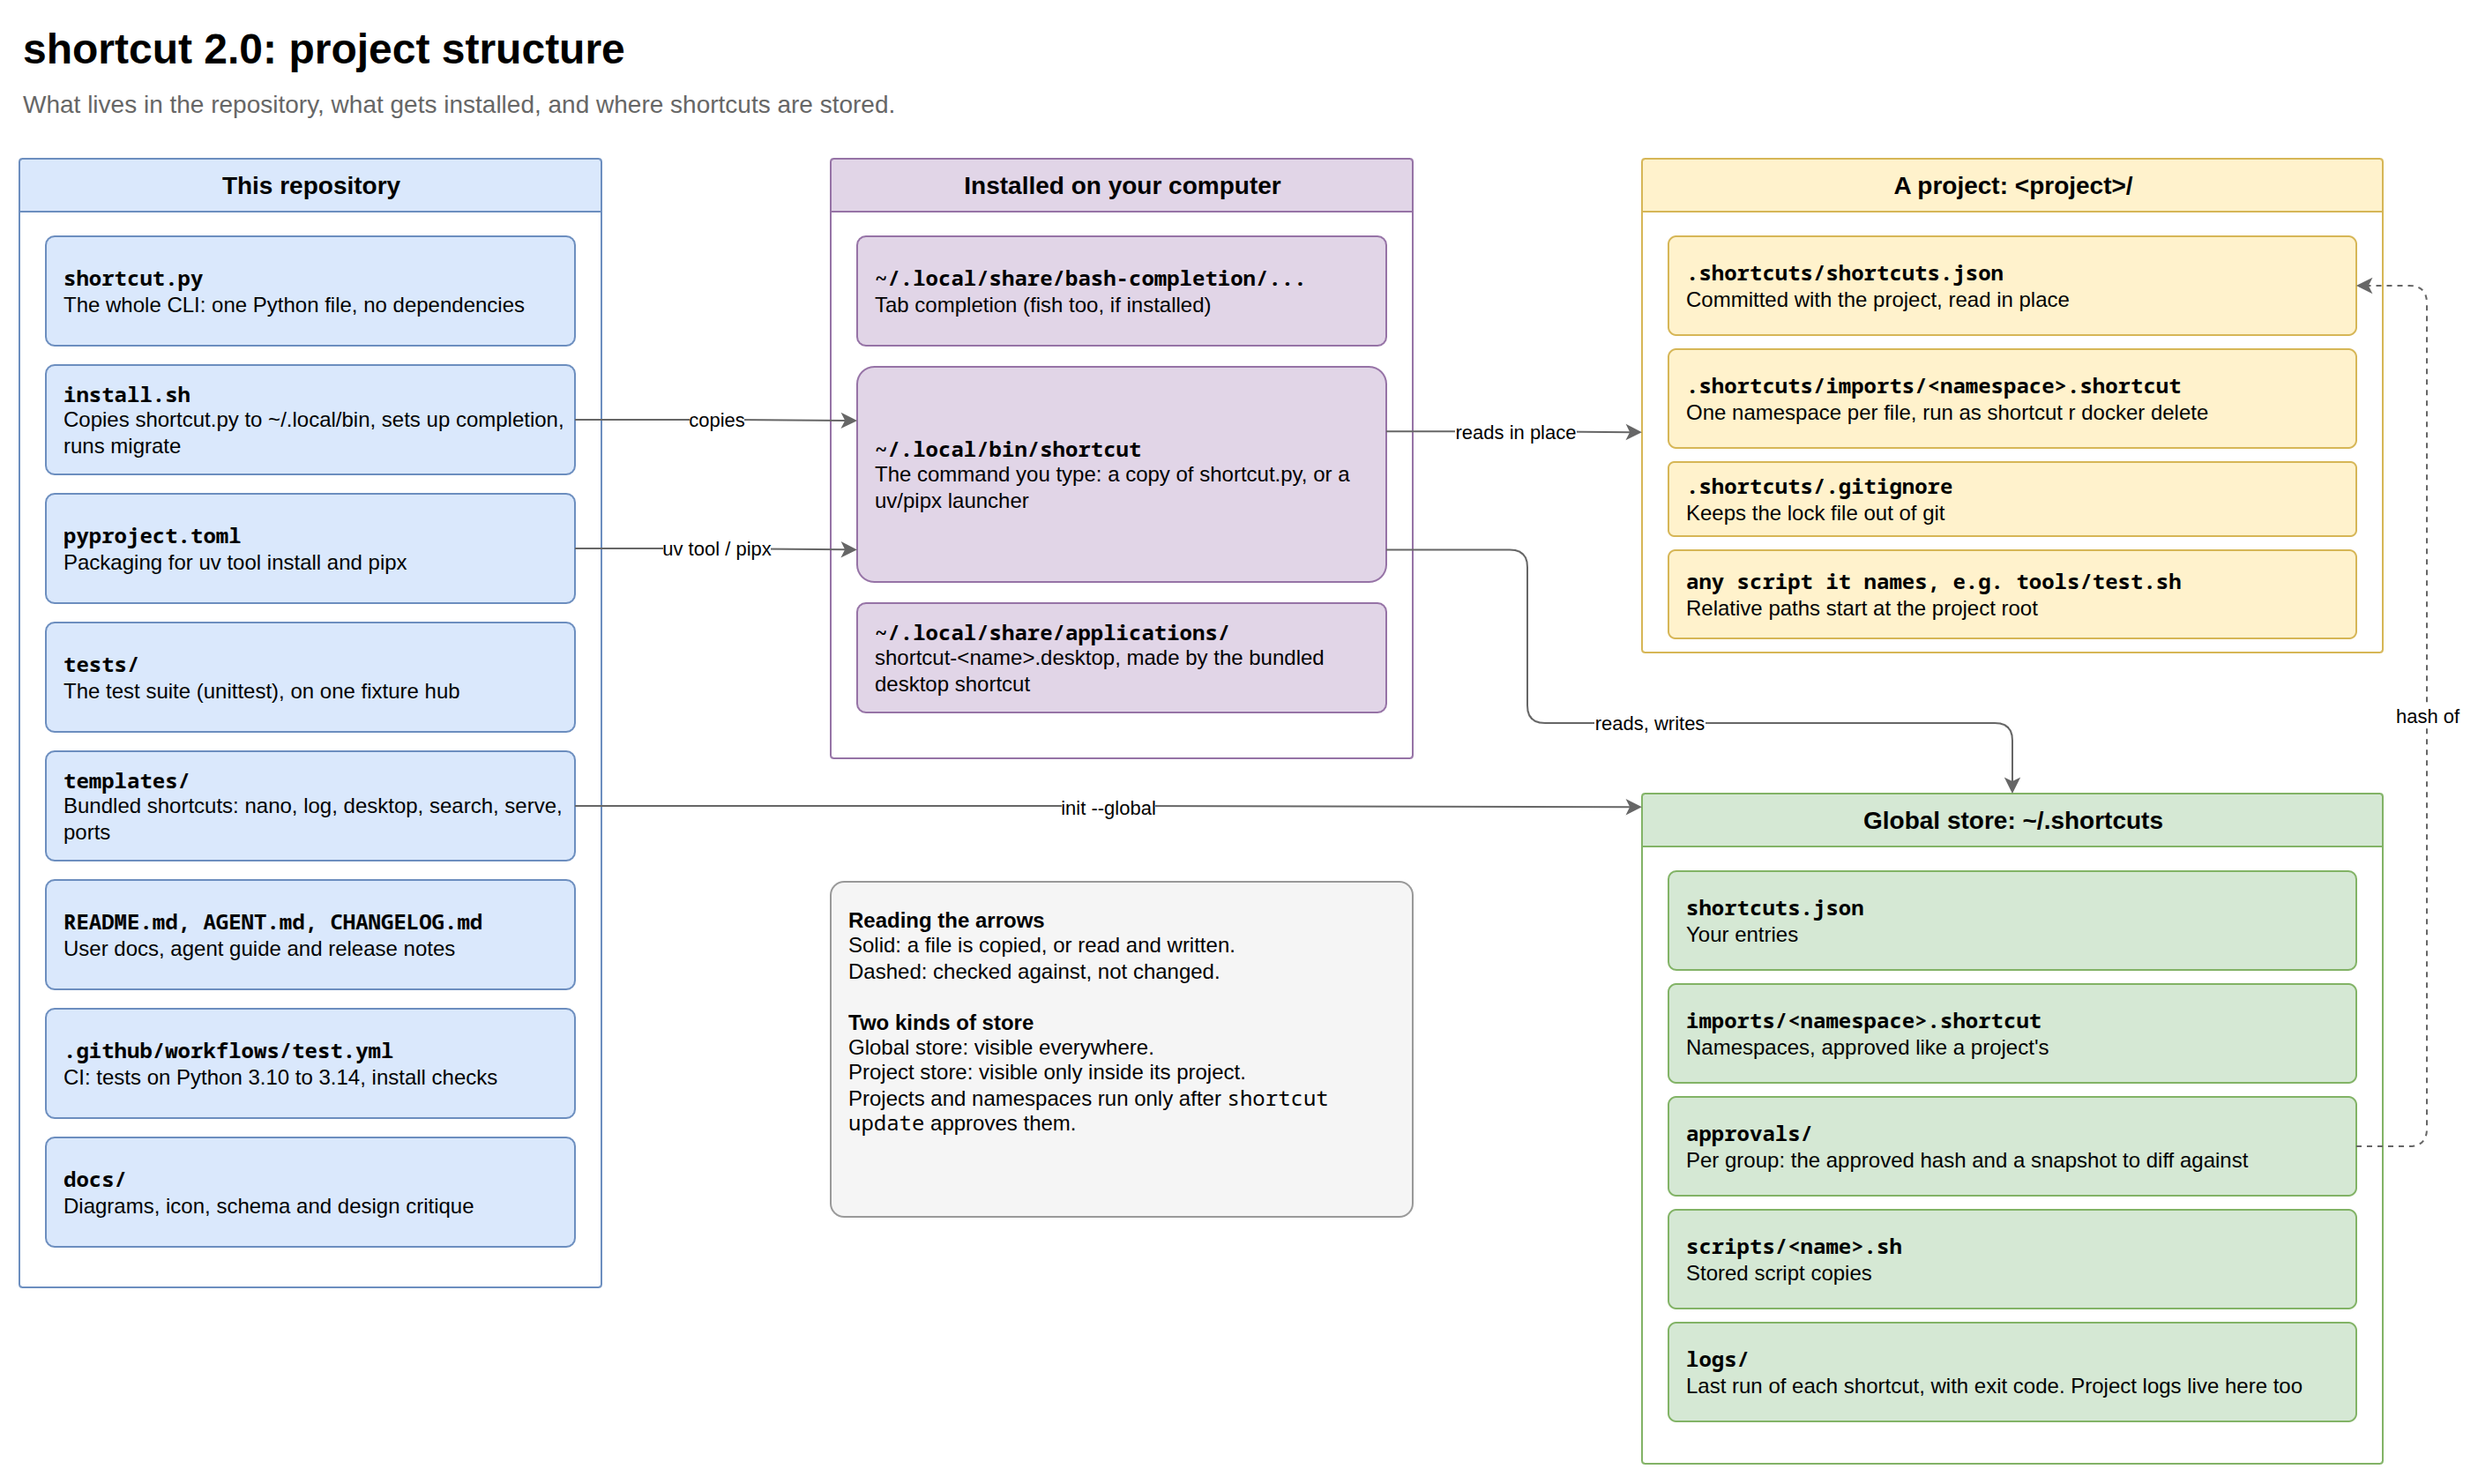 shortcut 2.0: project structure
What lives in the repository, what gets installed, and where shortcuts are stored.
This repository
shortcut.py
The whole CLI: one Python file, no dependencies
install.sh
Copies shortcut.py to ~/.local/bin, sets up completion,
runs migrate
pyproject.toml
Packaging for uv tool install and pipx
tests/
The test suite (unittest), on one fixture hub
templates/
Bundled shortcuts: nano, log, desktop, search, serve,
ports
README.md, AGENT.md, CHANGELOG.md
User docs, agent guide and release notes
.github/workflows/test.yml
CI: tests on Python 3.10 to 3.14, install checks
docs/
Diagrams, icon, schema and design critique
copies
uv tool / pipx
init --global
Installed on your computer
~/.local/share/bash-completion/...
Tab completion (fish too, if installed)
~/.local/bin/shortcut
The command you type: a copy of shortcut.py, or a
uv/pipx launcher
~/.local/share/applications/
shortcut-<name>.desktop, made by the bundled
desktop shortcut
Reading the arrows
Solid: a file is copied, or read and written.
Dashed: checked against, not changed.
Two kinds of store
Global store: visible everywhere.
Project store: visible only inside its project.
Projects and namespaces run only after shortcut
update approves them.
reads in place
reads, writes
A project: <project>/
.shortcuts/shortcuts.json
Committed with the project, read in place
.shortcuts/imports/<namespace>.shortcut
One namespace per file, run as shortcut r docker delete
.shortcuts/.gitignore
Keeps the lock file out of git
any script it names, e.g. tools/test.sh
Relative paths start at the project root
hash of
Global store: ~/.shortcuts
shortcuts.json
Your entries
imports/<namespace>.shortcut
Namespaces, approved like a project's
approvals/
Per group: the approved hash and a snapshot to diff against
scripts/<name>.sh
Stored script copies
logs/
Last run of each shortcut, with exit code. Project logs live here too